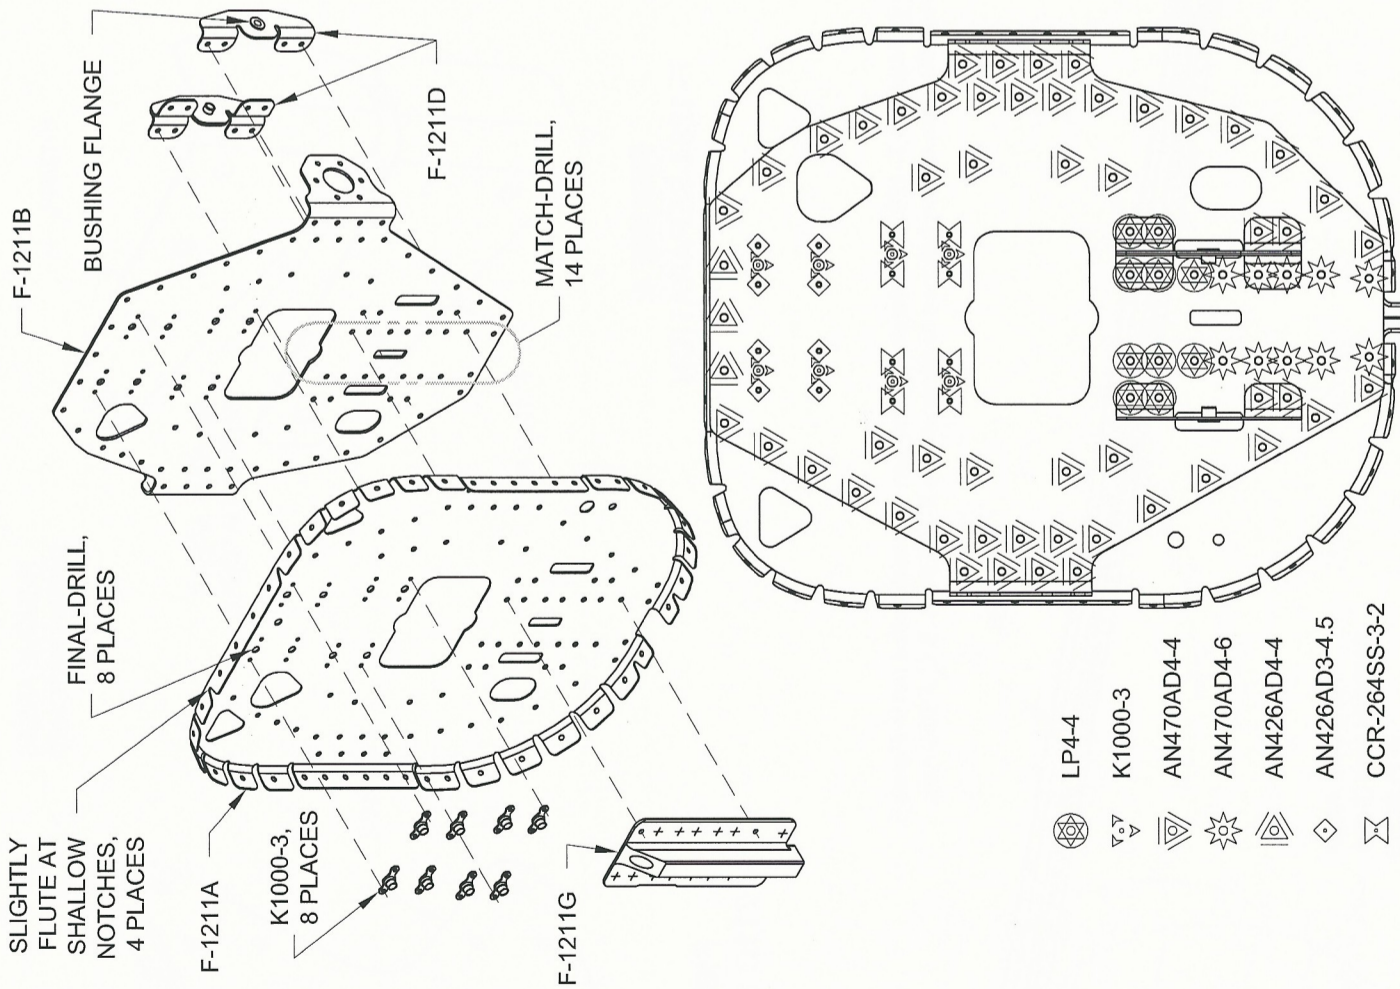 F-1211B
BUSHING FLANGE
F-1211D
MATCH-DRILL,
14 PLACES
FINAL-DRILL,
8 PLACES
SLIGHTLY
FLUTE AT
SHALLOW
NOTCHES,
4 PLACES
F-1211A
K1000-3,
8 PLACES
F-1211G
LP4-4
K1000-3
AN470AD4-4
AN470AD4-6
AN426AD4-4
AN426AD3-4.5
CCR-264SS-3-2